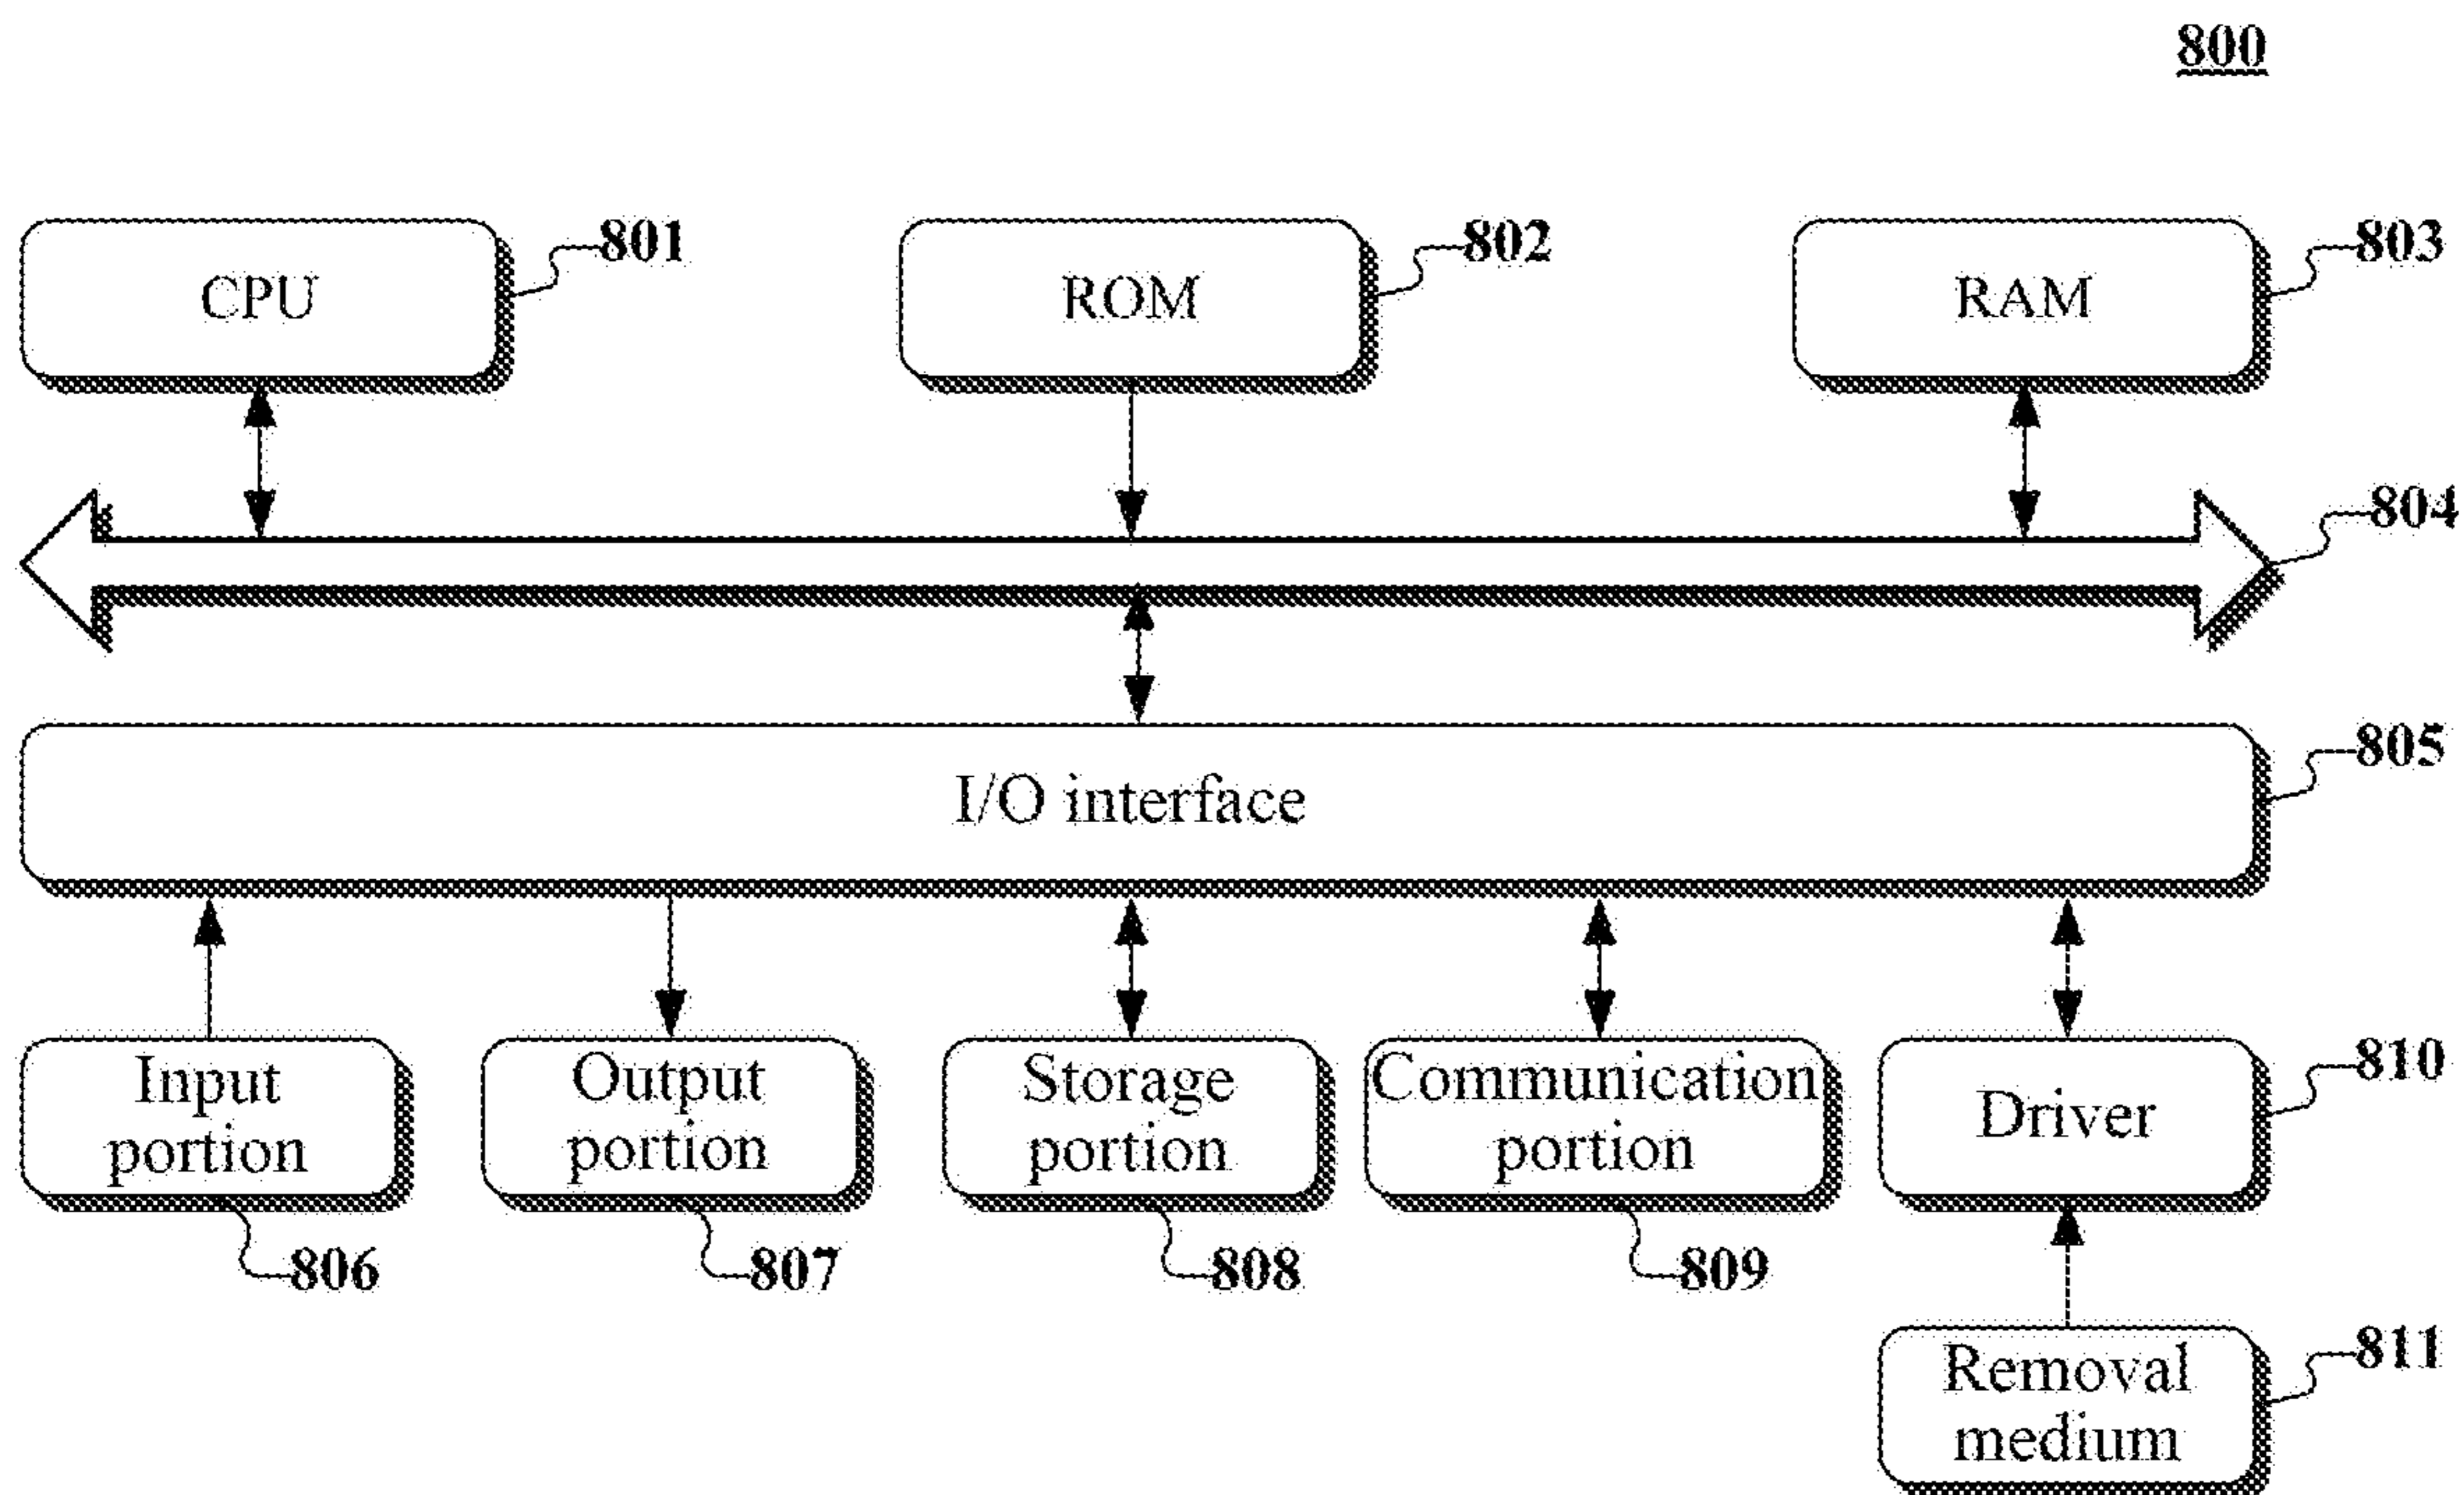 800
CPU
801
ROM
802
RAM
803
804
I/O interface
805
Input
portion
806
Output
portion
807
Storage
portion
808
Communication
portion
809
Driver
810
Removal
medium
811